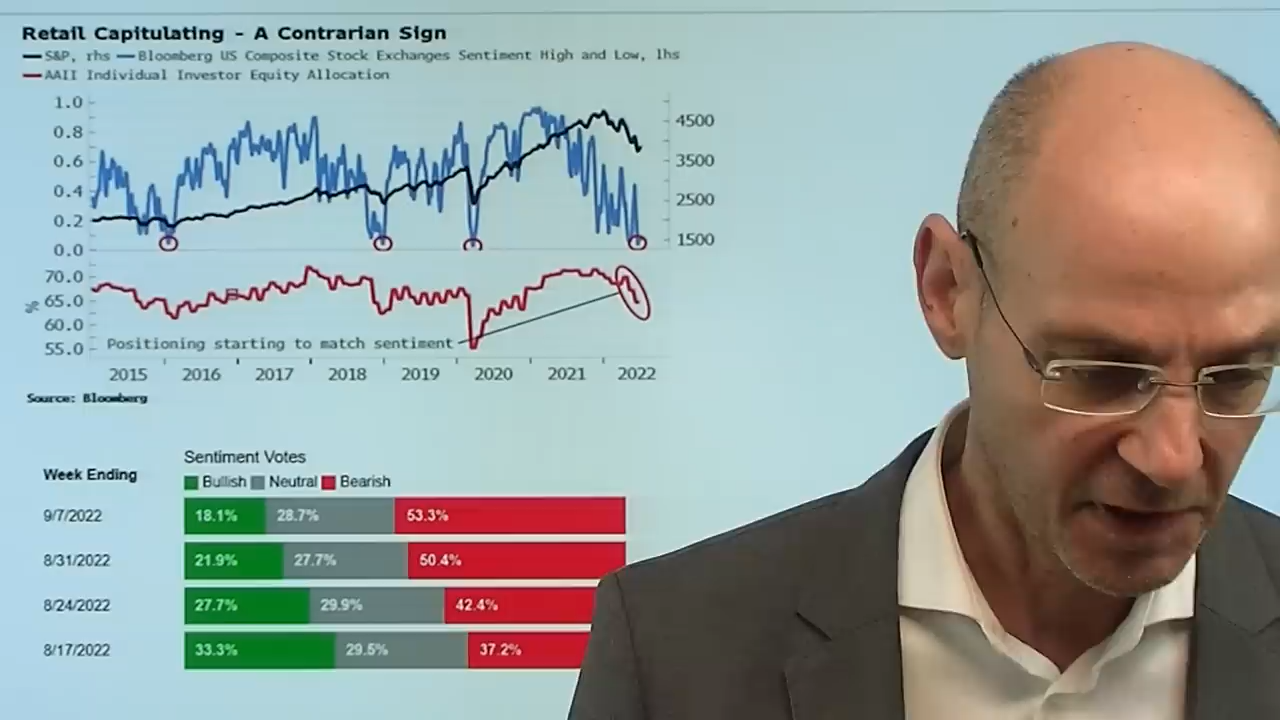 Retail Capitulating - A Contrarian Sign
S&P, rhs Bloomberg US Composite Stock Exchanges Sentiment High and Low, lhs
AAII Individual Investor Equity Allocation
1.0
0.8
0.6
0.4
0.2
0.0
4500
3500
2500
1500
70.0
65.0
60.0
55.0
%
Positioning starting to match sentiment
2015 2016 2017 2018 2019 2020 2021 2022
Source: Bloomberg
Sentiment Votes
Week Ending
Bullish Neutral Bearish
9/7/2022 18.1% 28.7% 53.3%
8/31/2022 21.9% 27.7% 50.4%
8/24/2022 27.7% 29.9% 42.4%
8/17/2022 33.3% 29.5% 37.2%